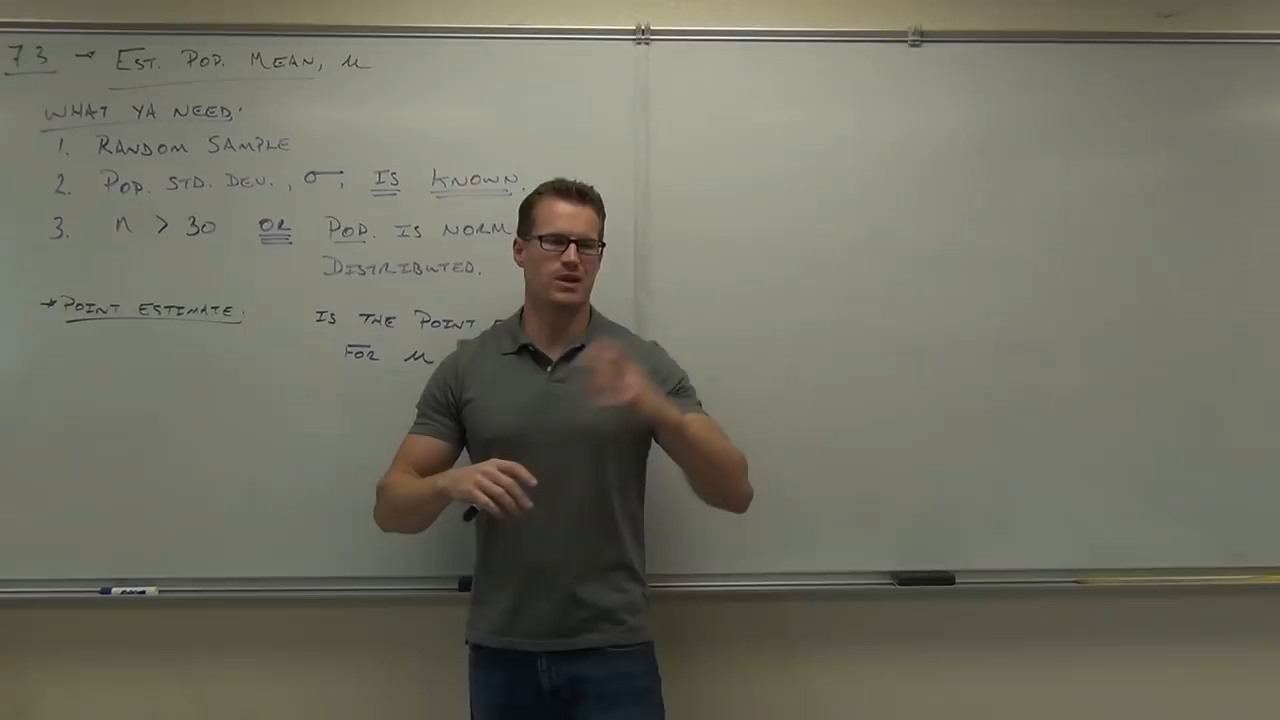 7.3 → EST. POP. MEAN, μ
WHAT YA NEED:
1. RANDOM SAMPLE
2. POP. STD. DEV., σ, IS KNOWN.
3. n > 30 OR POP. IS NORM
DISTRIBUTED.
→ POINT ESTIMATE: IS THE POINT
FOR μ